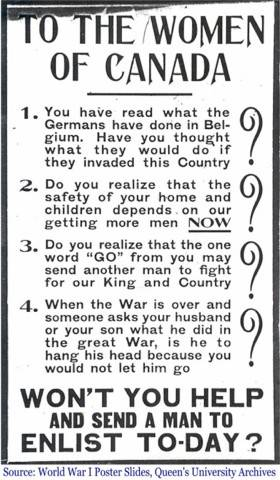 TO THE WOMEN
OF CANADA
1. You have read what the
Germans have done in Bel-
gium. Have you thought
what they would do if
they invaded this Country ?
2. Do you realize that the
safety of your home and
children depends on our
getting more men NOW ?
3. Do you realize that the one
word "GO" from you may
send another man to fight
for our King and Country ?
4. When the War is over and
someone asks your husband
or your son what he did in
the great War, is he to
hang his head because you
would not let him go ?
WON'T YOU HELP
AND SEND A MAN TO
ENLIST TO-DAY?
Source: World War I Poster Slides, Queen's University Archives